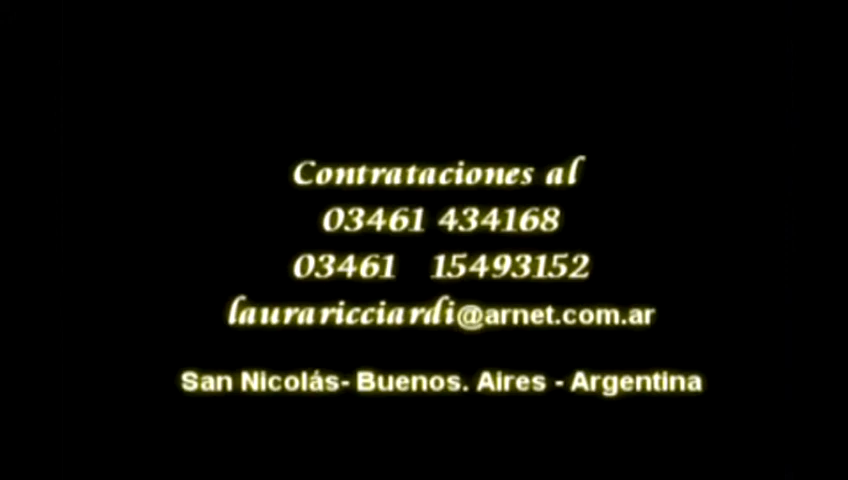 Contrataciones al
03461 434168
03461 15493152
lauraricciardi@arnet.com.ar
San Nicolás- Buenos. Aires - Argentina